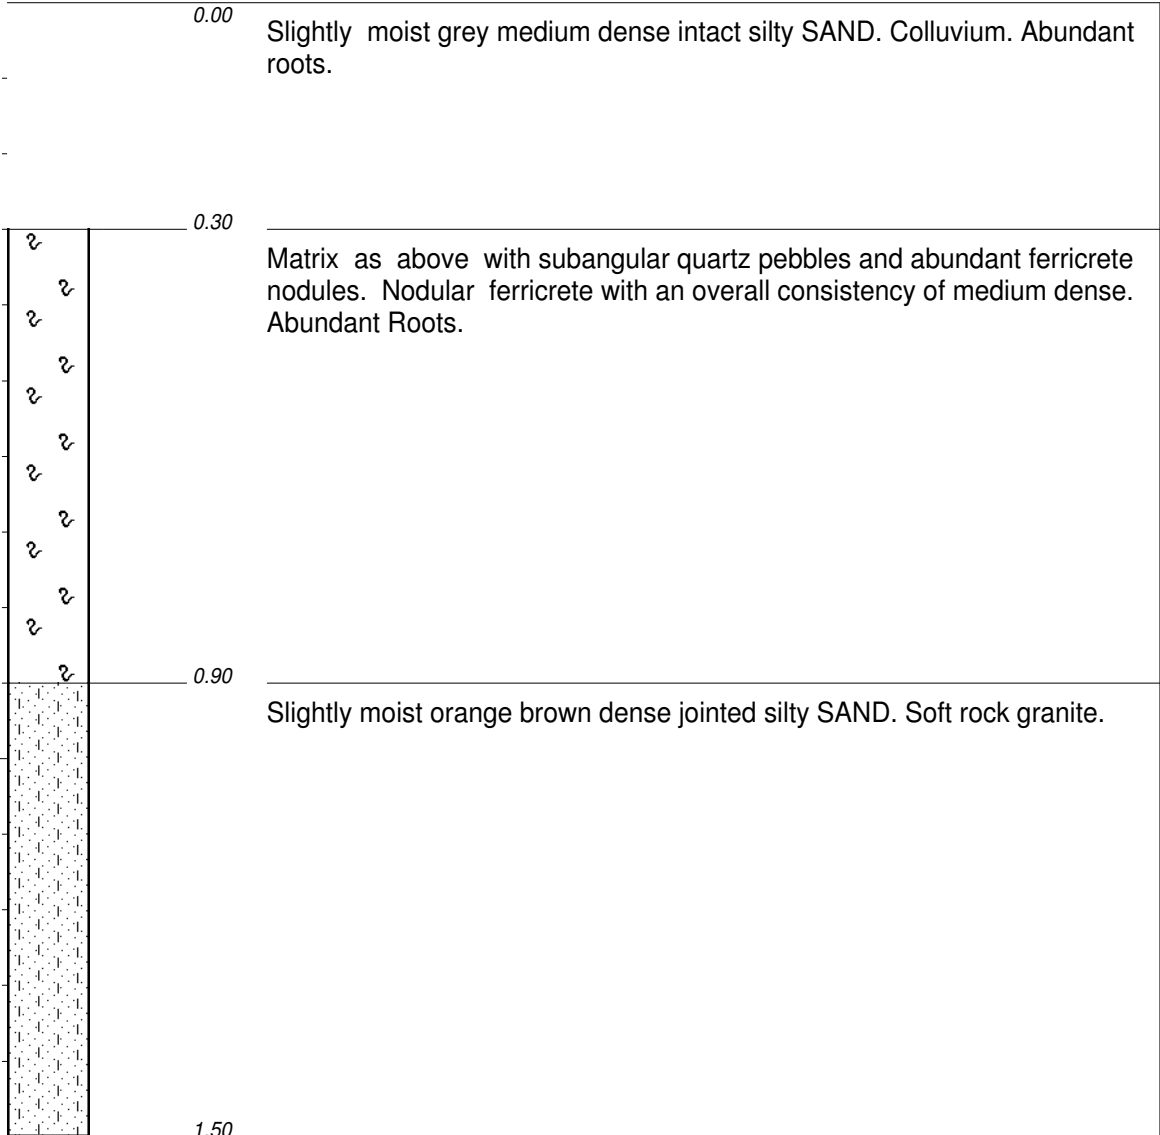 0.00
Slightly moist grey medium dense intact silty SAND. Colluvium. Abundant
roots.
0.30
Matrix as above with subangular quartz pebbles and abundant ferricrete
nodules. Nodular ferricrete with an overall consistency of medium dense.
Abundant Roots.
0.90
Slightly moist orange brown dense jointed silty SAND. Soft rock granite.
1.50